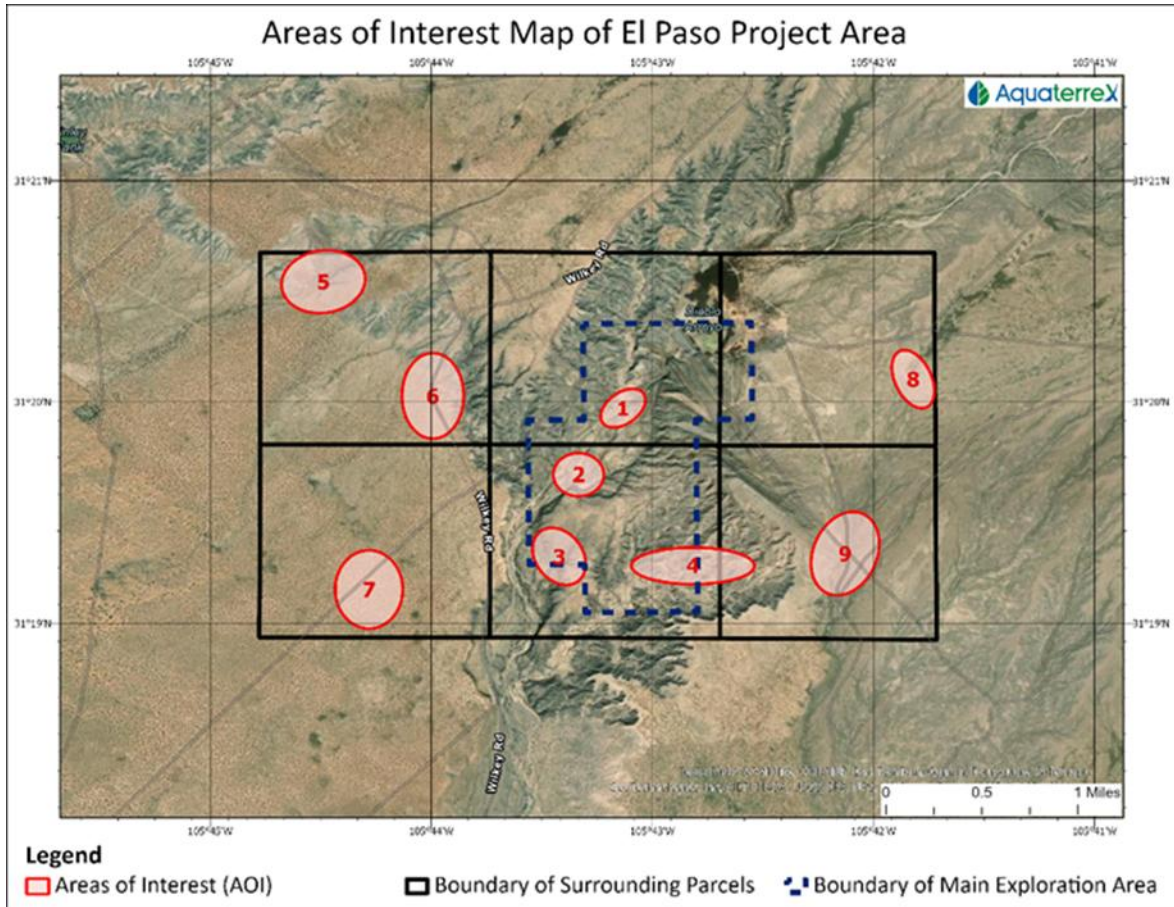 Areas of Interest Map of El Paso Project Area
105°45'W 105°44'W 105°43'W 105°42'W 105°41'W
AquaterreX
31°21'N 31°21'N
Wilkey Rd
5
8
31°20'N 6 1 31°20'N
2
Wilkey Rd
3 4 9
7
31°19'N 31°19'N
Wilkey Rd
0 0.5 1 Miles
105°45'W 105°44'W 105°43'W 105°42'W 105°41'W
Legend
Areas of Interest (AOI) Boundary of Surrounding Parcels Boundary of Main Exploration Area